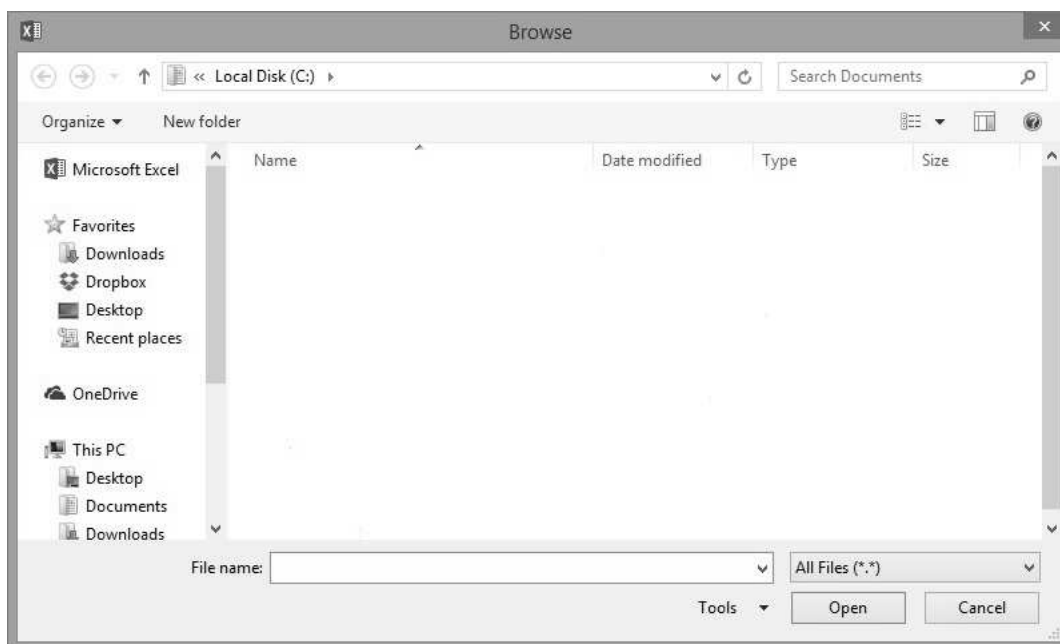 Browse
« Local Disk (C:)
Search Documents
Organize
New folder
Name
Date modified
Type
Size
Microsoft Excel
Favorites
Downloads
Dropbox
Desktop
Recent places
OneDrive
This PC
Desktop
Documents
Downloads
File name:
All Files (*.*)
Tools
Open
Cancel